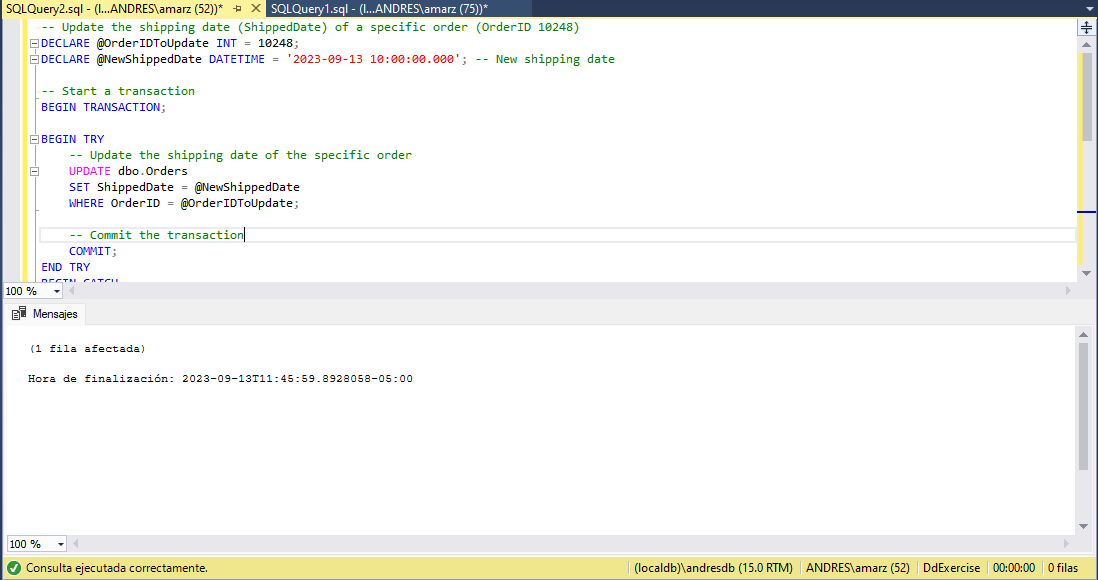 SQLQuery2.sql - (l...ANDRES\amarz (52))* SQLQuery1.sql - (l...ANDRES\amarz (75))*
-- Update the shipping date (ShippedDate) of a specific order (OrderID 10248)
DECLARE @OrderIDToUpdate INT = 10248;
DECLARE @NewShippedDate DATETIME = '2023-09-13 10:00:00.000'; -- New shipping date
-- Start a transaction
BEGIN TRANSACTION;
BEGIN TRY
-- Update the shipping date of the specific order
UPDATE dbo.Orders
SET ShippedDate = @NewShippedDate
WHERE OrderID = @OrderIDToUpdate;
-- Commit the transaction
COMMIT;
END TRY
BEGIN CATCH
100 %
Mensajes
(1 fila afectada)
Hora de finalización: 2023-09-13T11:45:59.8928058-05:00
100 %
Consulta ejecutada correctamente. (localdb)\andresdb (15.0 RTM) ANDRES\amarz (52) DdExercise 00:00:00 0 filas